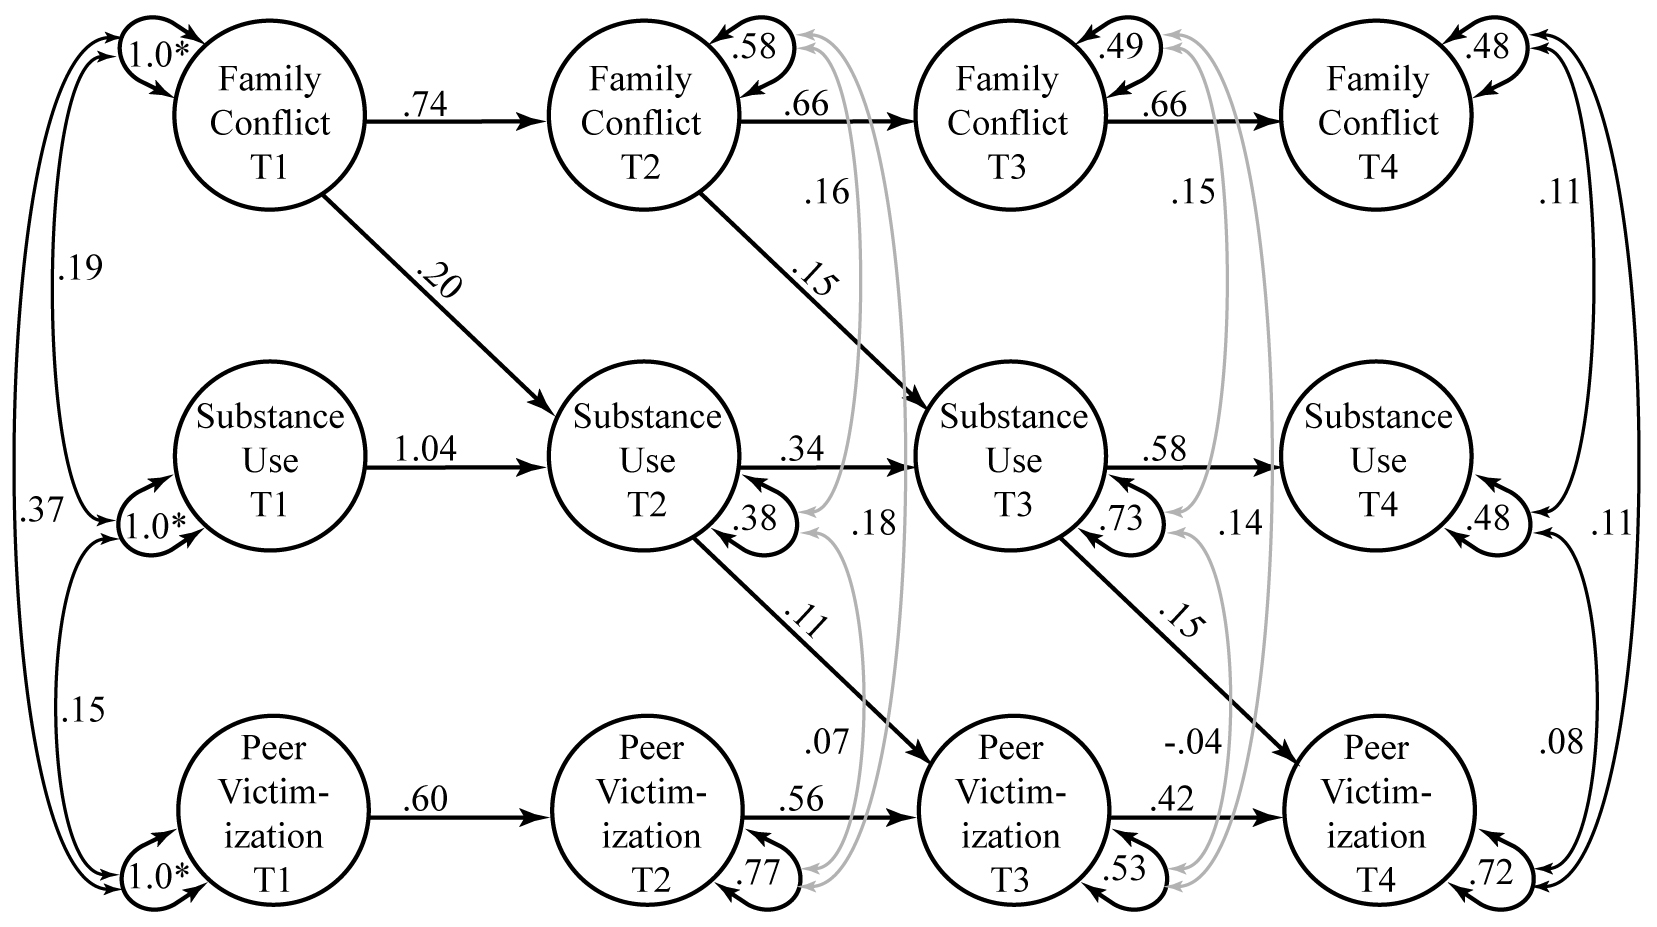 1.0*
Family
Conflict
T1
.74
Family
Conflict
T2
.58
.66
Family
Conflict
T3
.49
.66
Family
Conflict
T4
.48
.16
.15
.11
.19
.20
.15
Substance
Use
T1
1.0*
1.04
Substance
Use
T2
.38
.34
Substance
Use
T3
.73
.58
Substance
Use
T4
.48
.37
.18
.14
.11
.11
.15
.15
.07
-.04
.08
Peer
Victim-
ization
T1
1.0*
.60
Peer
Victim-
ization
T2
.77
.56
Peer
Victim-
ization
T3
.53
.42
Peer
Victim-
ization
T4
.72